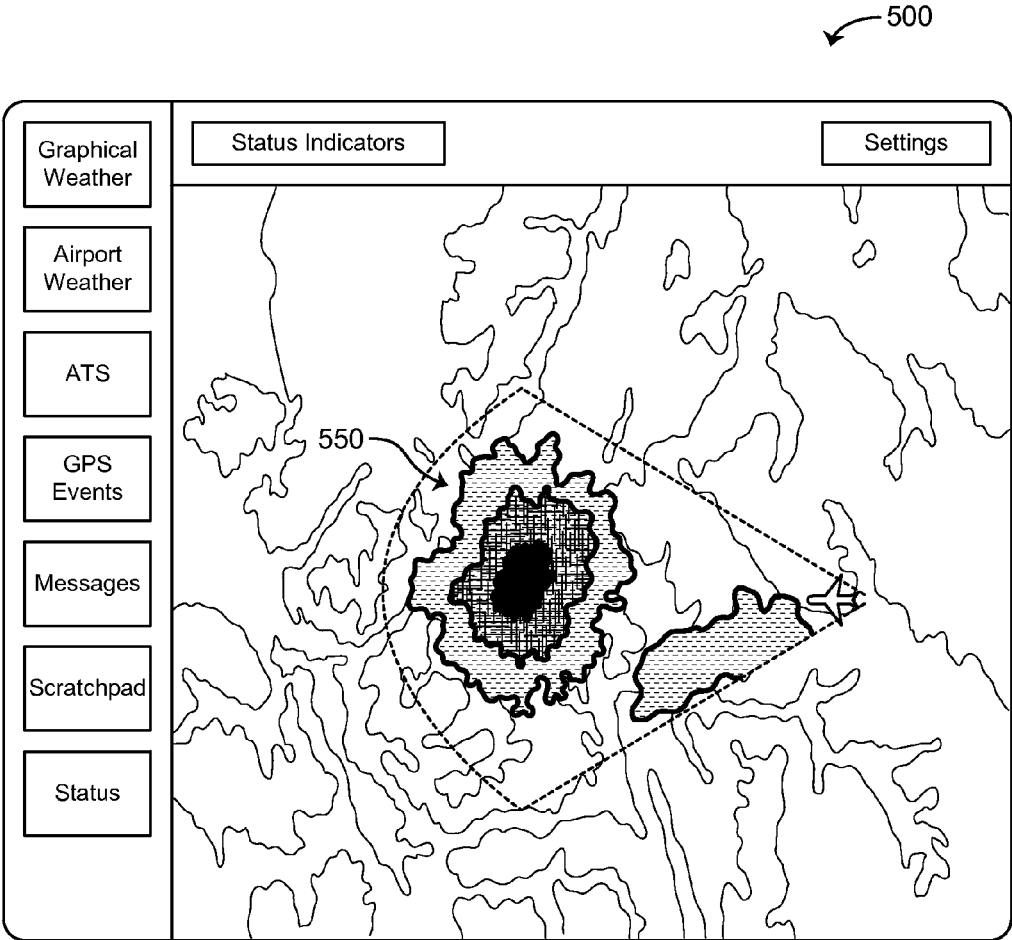 500
Status Indicators
Settings
Graphical
Weather
Airport
Weather
ATS
GPS
Events
Messages
Scratchpad
Status
550